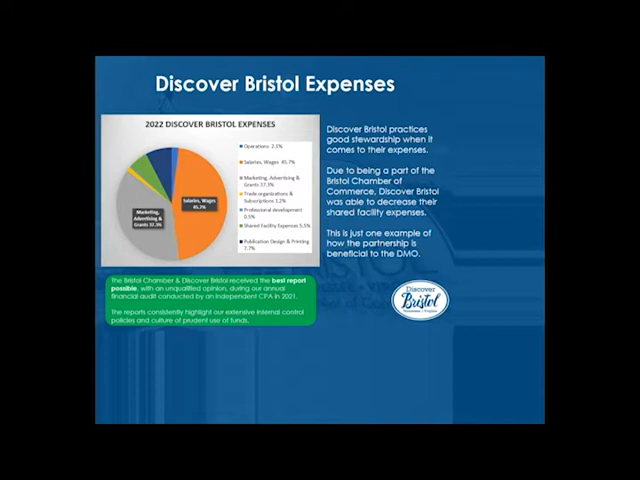 Discover Bristol Expenses
2022 DISCOVER BRISTOL EXPENSES
Salaries, Wages
45.7%
Marketing,
Advertising &
Grants 37.3%
Operations 2.1%
Salaries, Wages 45.7%
Marketing, Advertising &
Grants 37.3%
Trade organizations &
Subscriptions 1.2%
Professional development
0.5%
Shared Facility Expenses 5.5%
Publication Design & Printing
7.7%
Discover Bristol practices
good stewardship when it
comes to their expenses.
Due to being a part of the
Bristol Chamber of
Commerce, Discover Bristol
was able to decrease their
shared facility expenses.
This is just one example of
how the partnership is
beneficial to the DMO.
The Bristol Chamber & Discover Bristol received the best report
possible, with an unqualified opinion, during our annual
financial audit conducted by an independent CPA in 2021.
The reports consistently highlight our extensive internal control
policies and culture of prudent use of funds.
Discover
Bristol